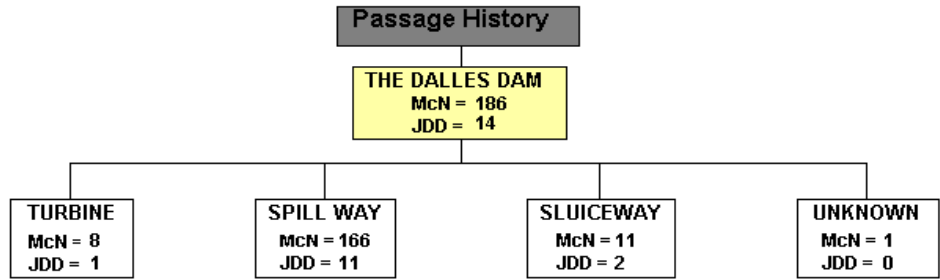 Passage History
THE DALLES DAM
McN = 186
JDD = 14
TURBINE
McN = 8
JDD = 1
SPILL WAY
McN = 166
JDD = 11
SLUICEWAY
McN = 11
JDD = 2
UNKNOWN
McN = 1
JDD = 0